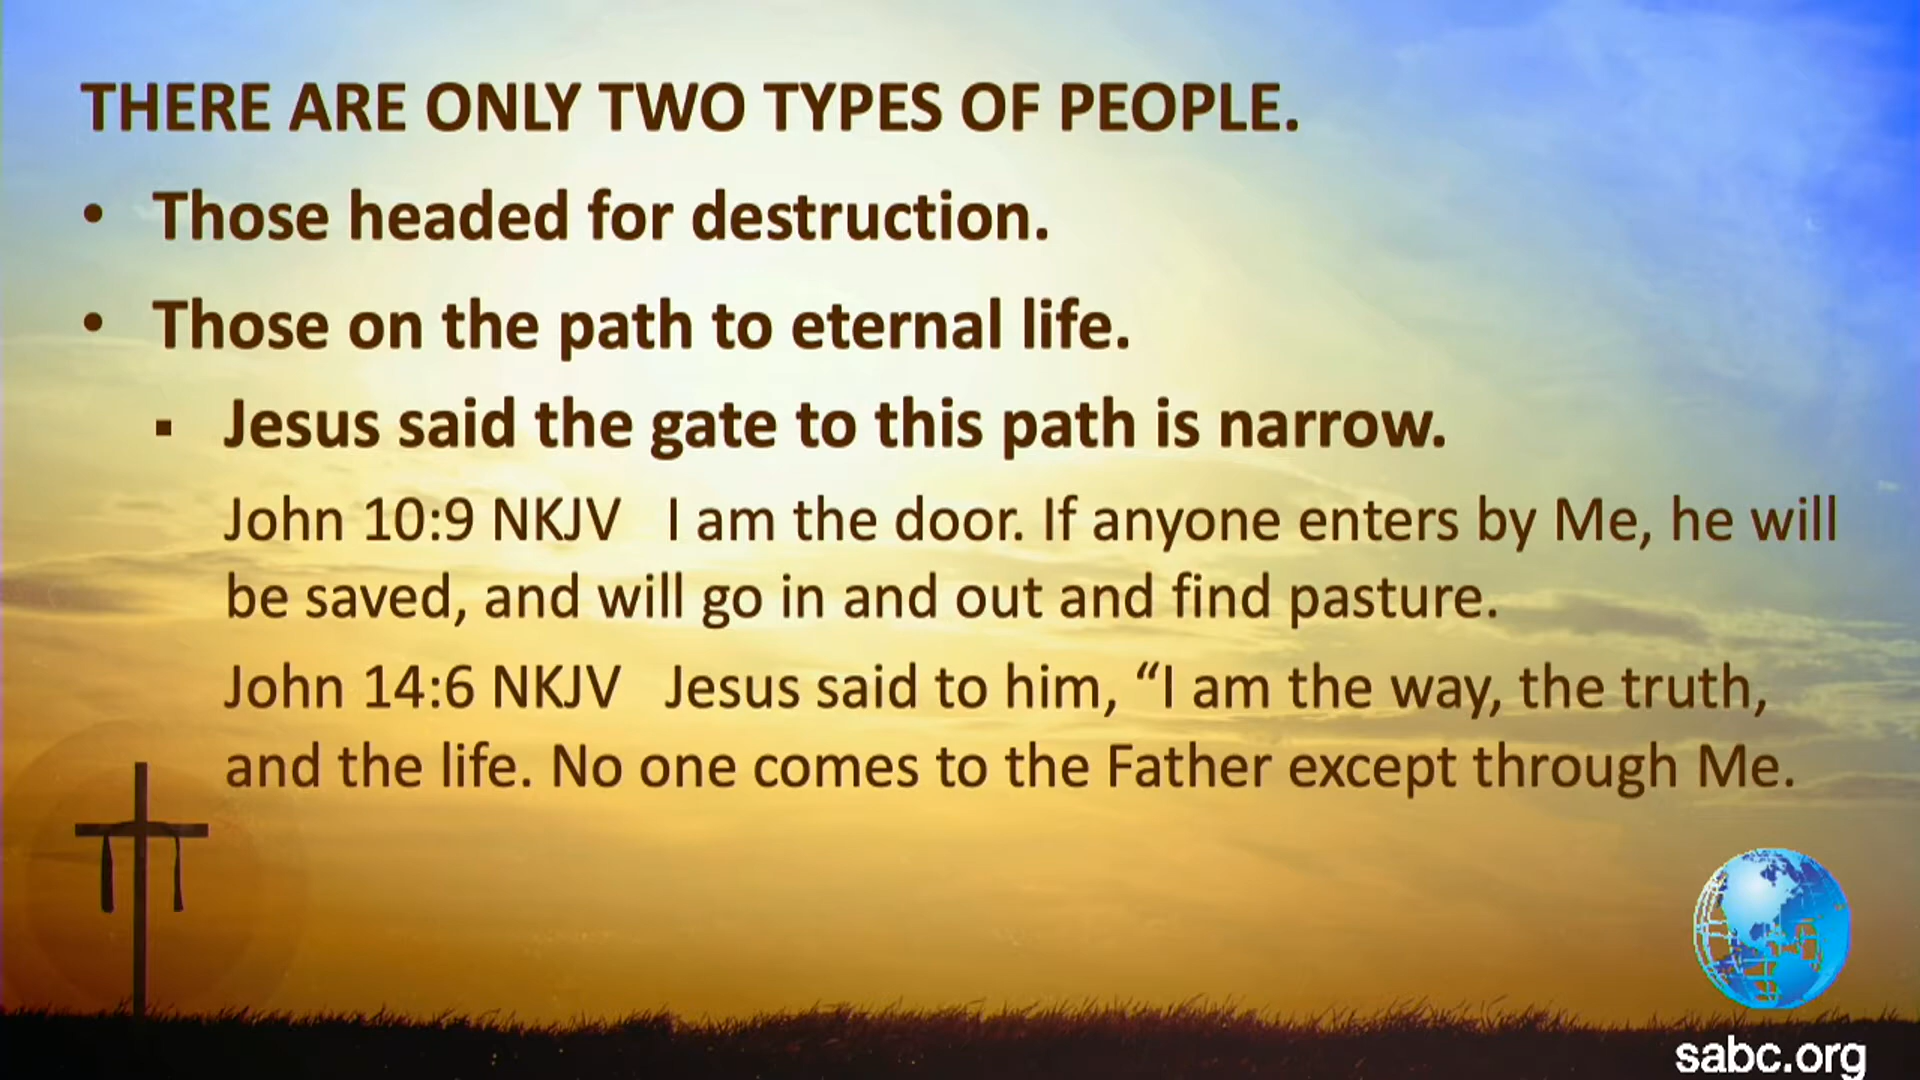 THERE ARE ONLY TWO TYPES OF PEOPLE.
• Those headed for destruction.
• Those on the path to eternal life.
▪ Jesus said the gate to this path is narrow.
John 10:9 NKJV I am the door. If anyone enters by Me, he will
be saved, and will go in and out and find pasture.
John 14:6 NKJV Jesus said to him, “I am the way, the truth,
and the life. No one comes to the Father except through Me.
sabc.org